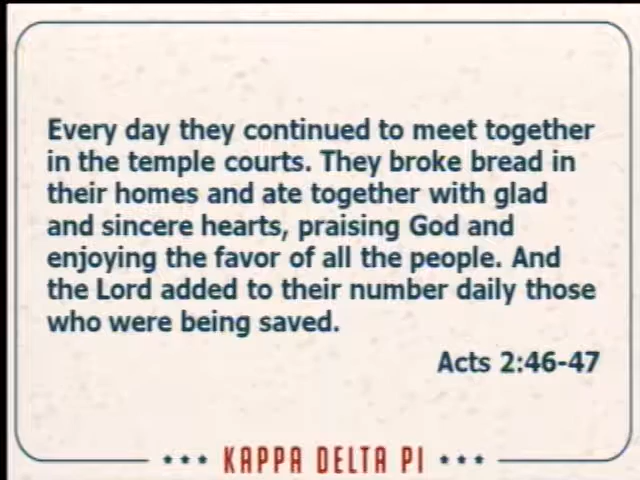 Every day they continued to meet together
in the temple courts. They broke bread in
their homes and ate together with glad
and sincere hearts, praising God and
enjoying the favor of all the people. And
the Lord added to their number daily those
who were being saved.
Acts 2:46-47
KAPPA DELTA PI